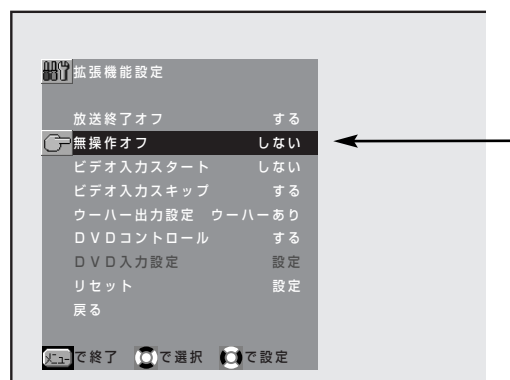 拡張機能設定
放送終了オフ する
無操作オフ しない
ビデオ入力スタート しない
ビデオ入力スキップ する
ウーハー出力設定 ウーハーあり
DVDコントロール する
DVD入力設定 設定
リセット 設定
戻る
メニューで終了 で選択 で設定